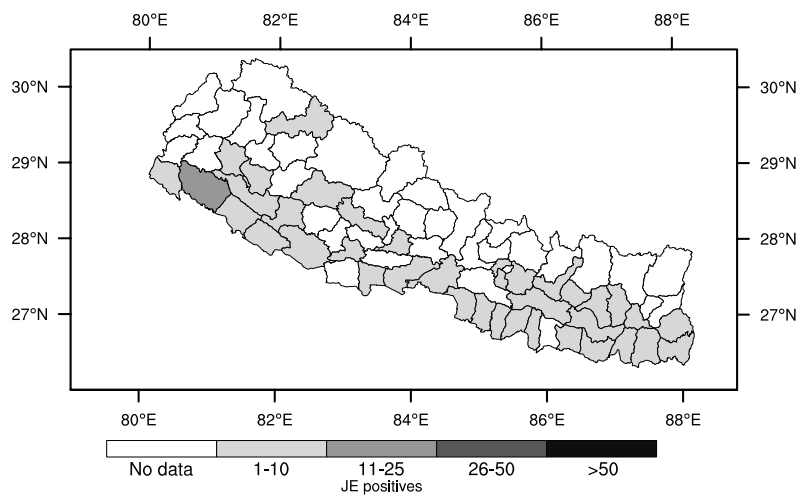 80°E 82°E 84°E 86°E 88°E
30°N 30°N
29°N 29°N
28°N 28°N
27°N 27°N
80°E 82°E 84°E 86°E 88°E
No data 1-10 11-25 26-50 >50
JE positives